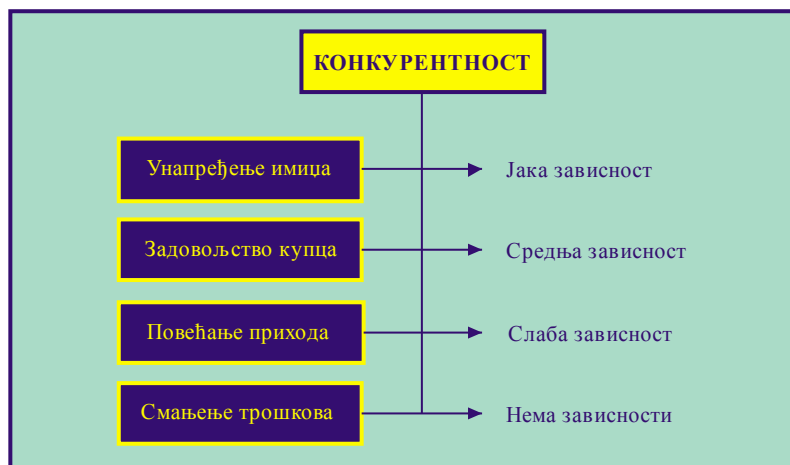 КОНКУРЕНТНОСТ
Унапређење имиџа
Јака зависност
Задовољство купца
Средња зависност
Повећање прихода
Слаба зависност
Смањење трошкова
Нема зависности